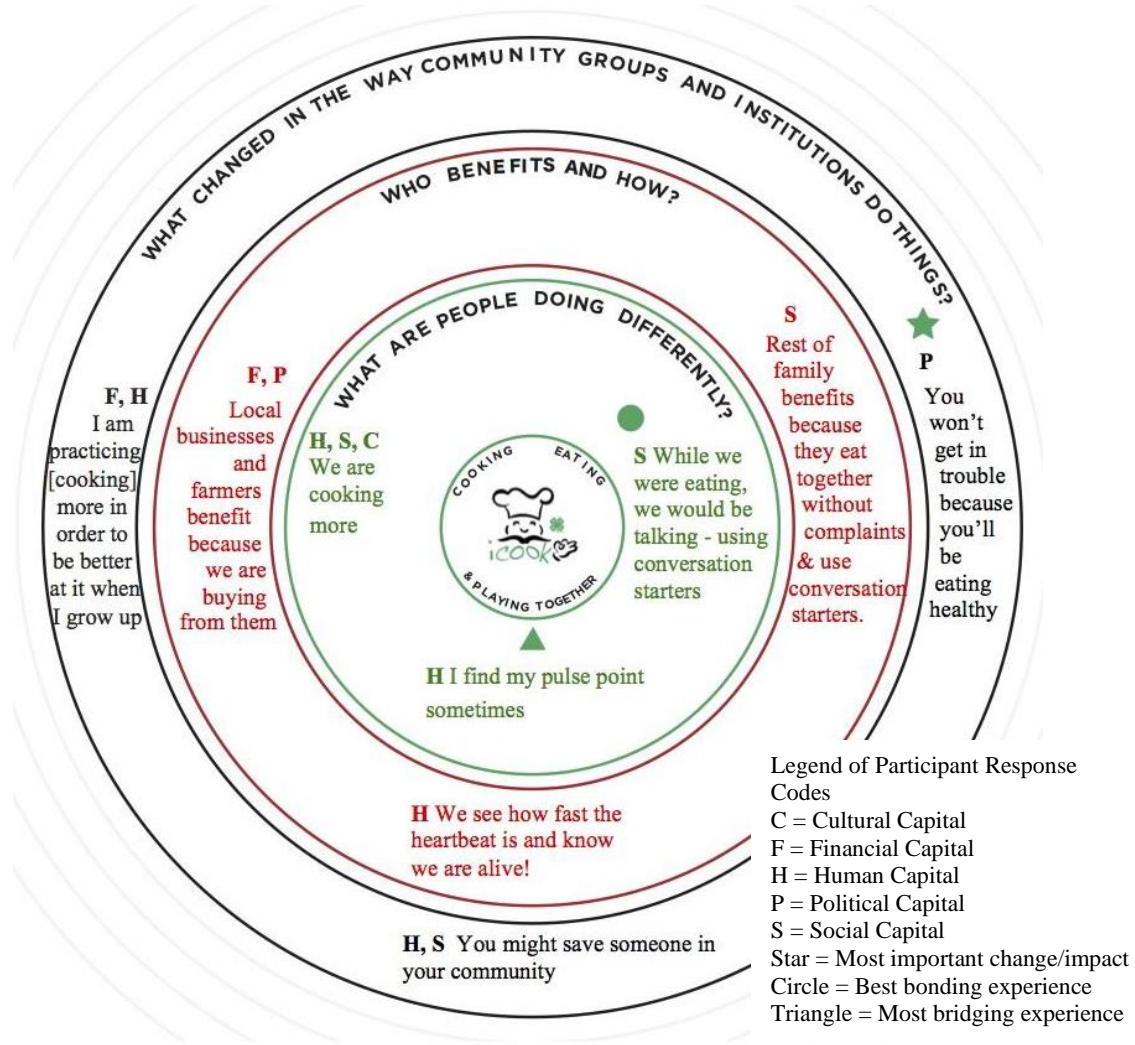 WHAT CHANGED IN THE WAY COMMUNITY GROUPS AND INSTITUTIONS DO THINGS?
WHO BENEFITS AND HOW?
WHAT ARE PEOPLE DOING DIFFERENTLY?
COOKING EATING
icook
& PLAYING TOGETHER
F, H
I am
practicing
[cooking]
more in
order to
be better
at it when
I grow up
F, P
Local
businesses
and
farmers
benefit
because
we are
buying
from them
H, S, C
We are
cooking
more
S While we
were eating,
we would be
talking - using
conversation
starters
S
Rest of
family
benefits
because
they eat
together
without
complaints
& use
conversation
starters.
P
You
won't
get in
trouble
because
you'll
be
eating
healthy
H I find my pulse point
sometimes
H We see how fast the
heartbeat is and know
we are alive!
H, S You might save someone in
your community
Legend of Participant Response
Codes
C = Cultural Capital
F = Financial Capital
H = Human Capital
P = Political Capital
S = Social Capital
Star = Most important change/impact
Circle = Best bonding experience
Triangle = Most bridging experience